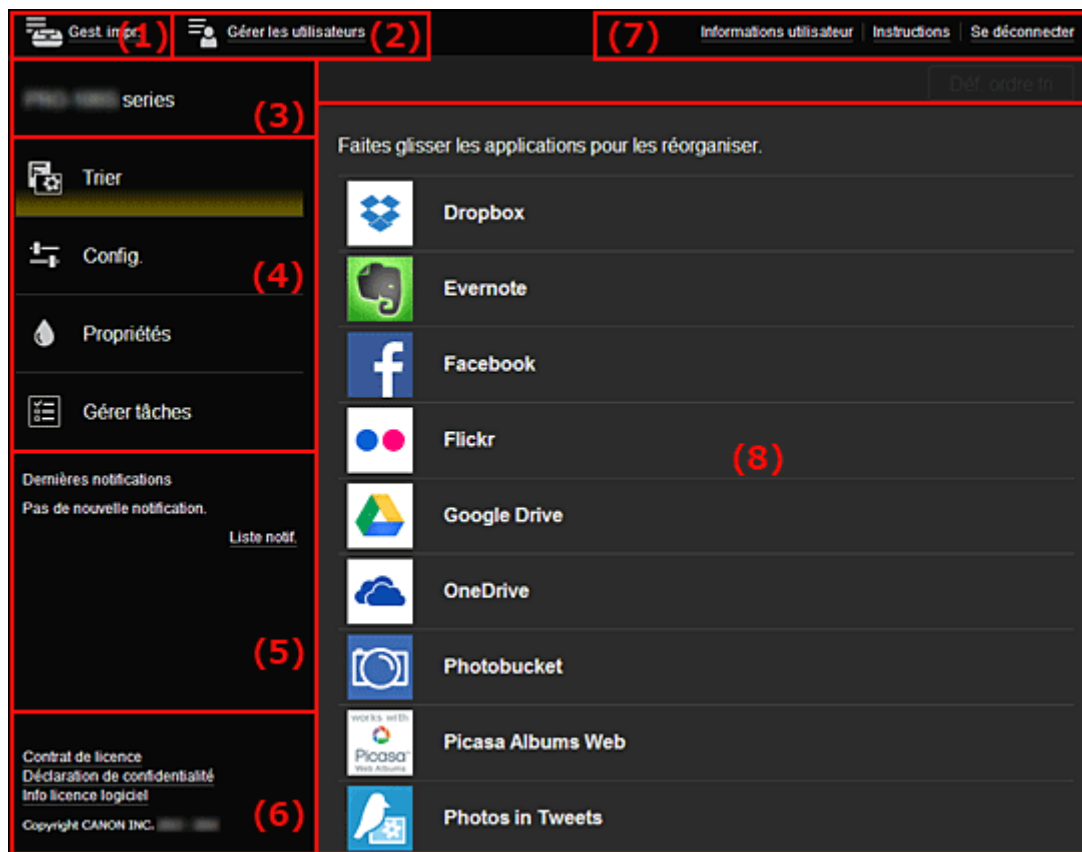 Gest. impr. (1)
Gérer les utilisateurs (2)
(7) Informations utilisateur Instructions Se déconnecter
series
(3)
Déf. ordre tri
Trier
Config.
(4)
Propriétés
Gérer tâches
Dernières notifications
Pas de nouvelle notification.
Liste notif.
(5)
Contrat de licence
Déclaration de confidentialité
Info licence logiciel
Copyright CANON INC.
(6)
Faites glisser les applications pour les réorganiser.
Dropbox
Evernote
Facebook
Flickr
(8)
Google Drive
OneDrive
Photobucket
works with
Picasa
Web Albums
Picasa Albums Web
Photos in Tweets